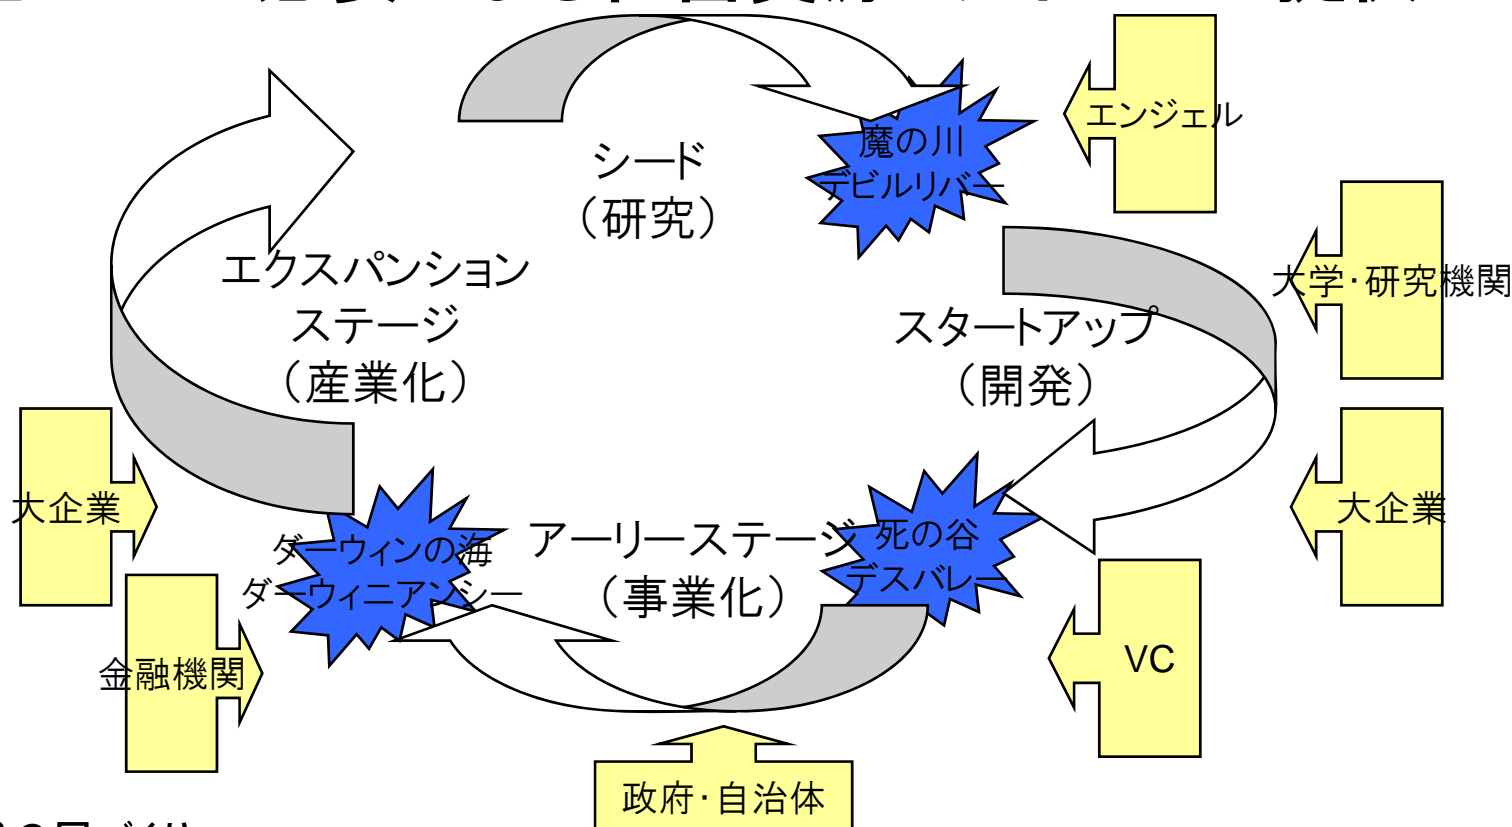 魔の川
デビルリバー
エンジェル
シード
（研究）
大学・研究機関
エクスパンション
ステージ
（産業化）
スタートアップ
（開発）
大企業
大企業
ダーウィンの海
ダーウィニアンシー
アーリーステージ
（事業化）
死の谷
デスバレー
金融機関
VC
政府・自治体